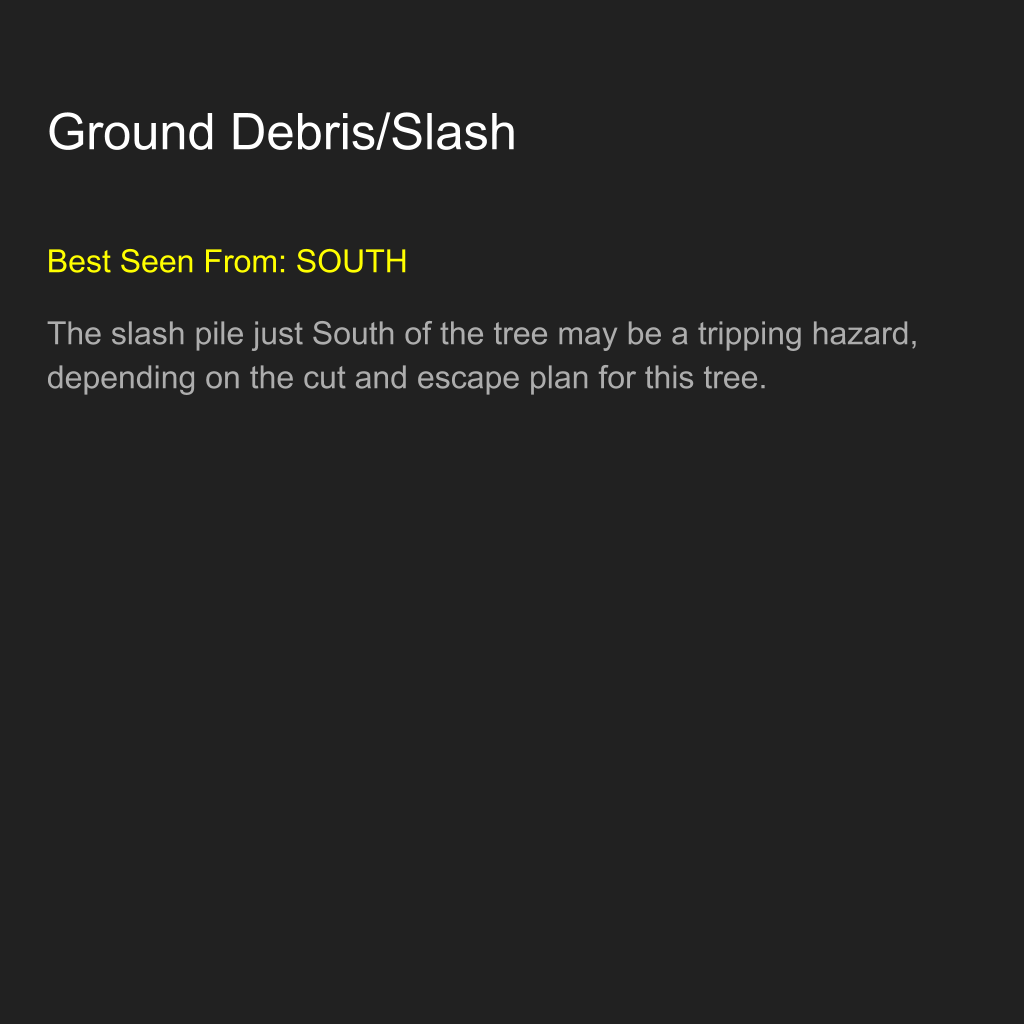 Ground Debris/Slash
Best Seen From: SOUTH
The slash pile just South of the tree may be a tripping hazard,
depending on the cut and escape plan for this tree.